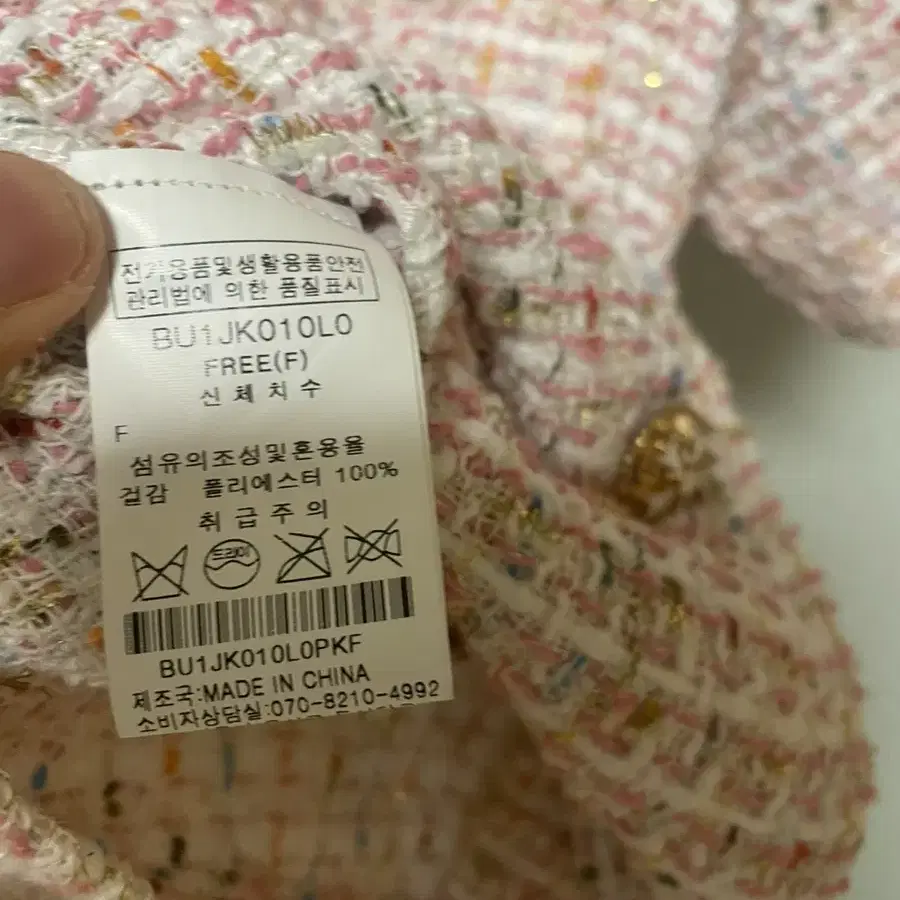 전기용품및생활용품안전
관리법에 의한 품질표시
BU1JK010L0
FREE(F)
신체치수
F
섬유의조성및혼용율
겉감 폴리에스터 100%
취급주의
드라이
BU1JK010L0PKF
제조국:MADE IN CHINA
소비자상담실:070-8210-4992